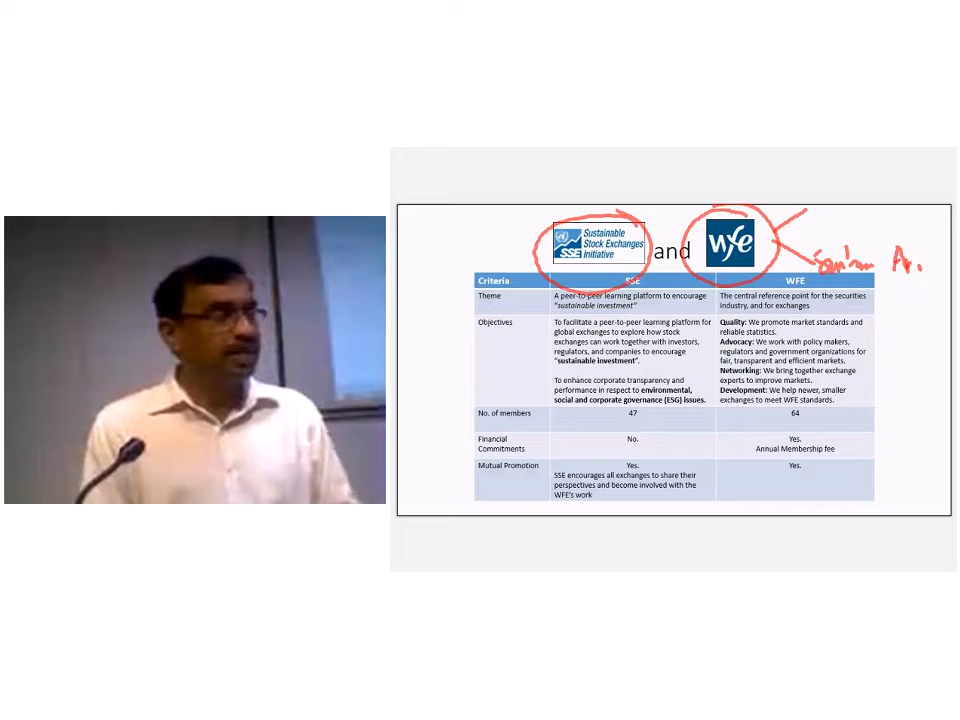 Sustainable
Stock Exchanges
Initiative
SSE
and
wfe
Criteria
SSE
WFE
Theme
A peer-to-peer learning platform to encourage
"sustainable investment"
The central reference point for the securities
industry, and for exchanges
Objectives
To facilitate a peer-to-peer learning platform for
global exchanges to explore how stock
exchanges can work together with investors,
regulators, and companies to encourage
"sustainable investment".
To enhance corporate transparency and
performance in respect to environmental,
social and corporate governance (ESG) issues.
Quality: We promote market standards and
reliable statistics.
Advocacy: We work with policy makers,
regulators and government organizations for
fair, transparent and efficient markets.
Networking: We bring together exchange
experts to improve markets.
Development: We help newer, smaller
exchanges to meet WFE standards.
No. of members
47
64
Financial
Commitments
No.
Yes.
Annual Membership fee
Mutual Promotion
Yes.
SSE encourages all exchanges to share their
perspectives and become involved with the
WFE's work
Yes.